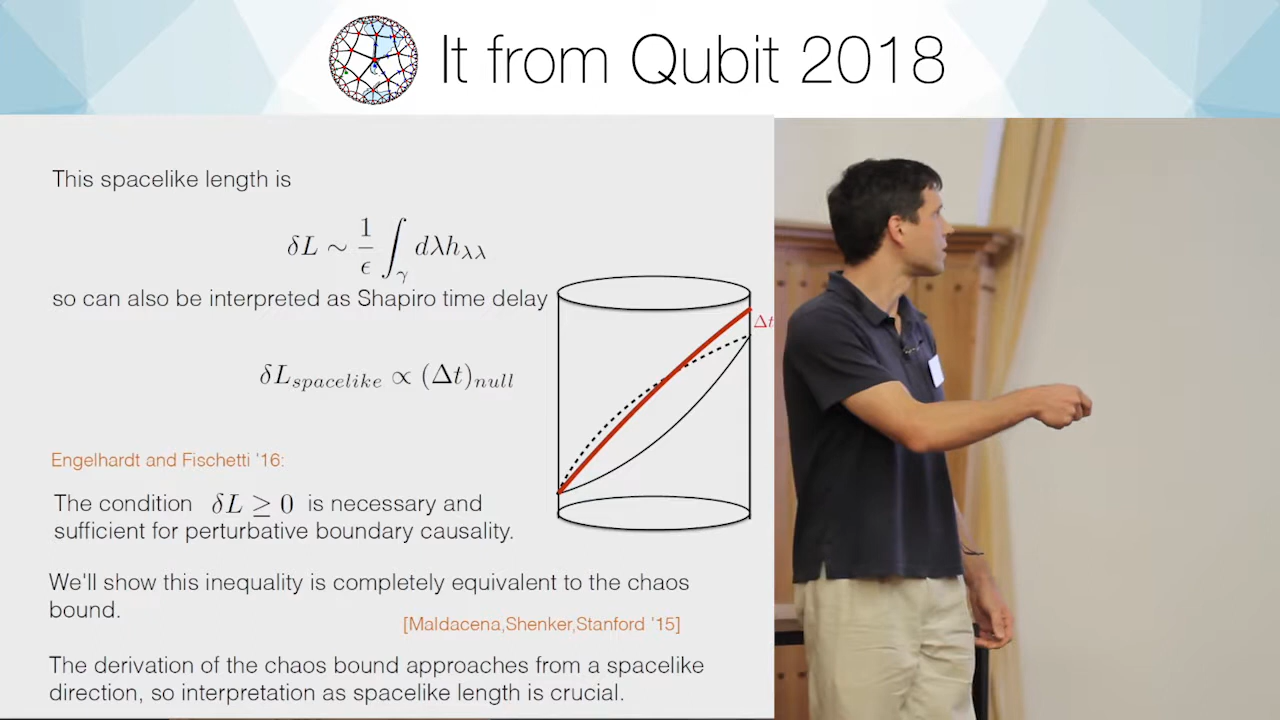 It from Qubit 2018
This spacelike length is
δL ∼ 1/ϵ ∫_γ dλh_λλ
so can also be interpreted as Shapiro time delay
Δt
δL_spacelike ∝ (Δt)_null
Engelhardt and Fischetti '16:
The condition δL ≥ 0 is necessary and
sufficient for perturbative boundary causality.
We'll show this inequality is completely equivalent to the chaos
bound.
[Maldacena,Shenker,Stanford '15]
The derivation of the chaos bound approaches from a spacelike
direction, so interpretation as spacelike length is crucial.